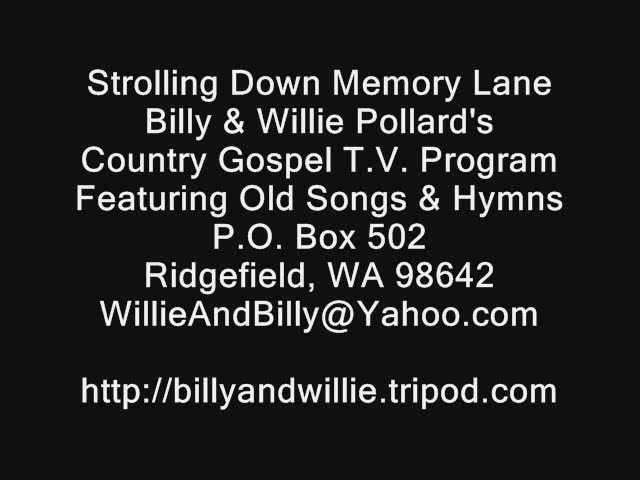 Strolling Down Memory Lane
Billy & Willie Pollard's
Country Gospel T.V. Program
Featuring Old Songs & Hymns
P.O. Box 502
Ridgefield, WA 98642
WillieAndBilly@Yahoo.com
http://billyandwillie.tripod.com